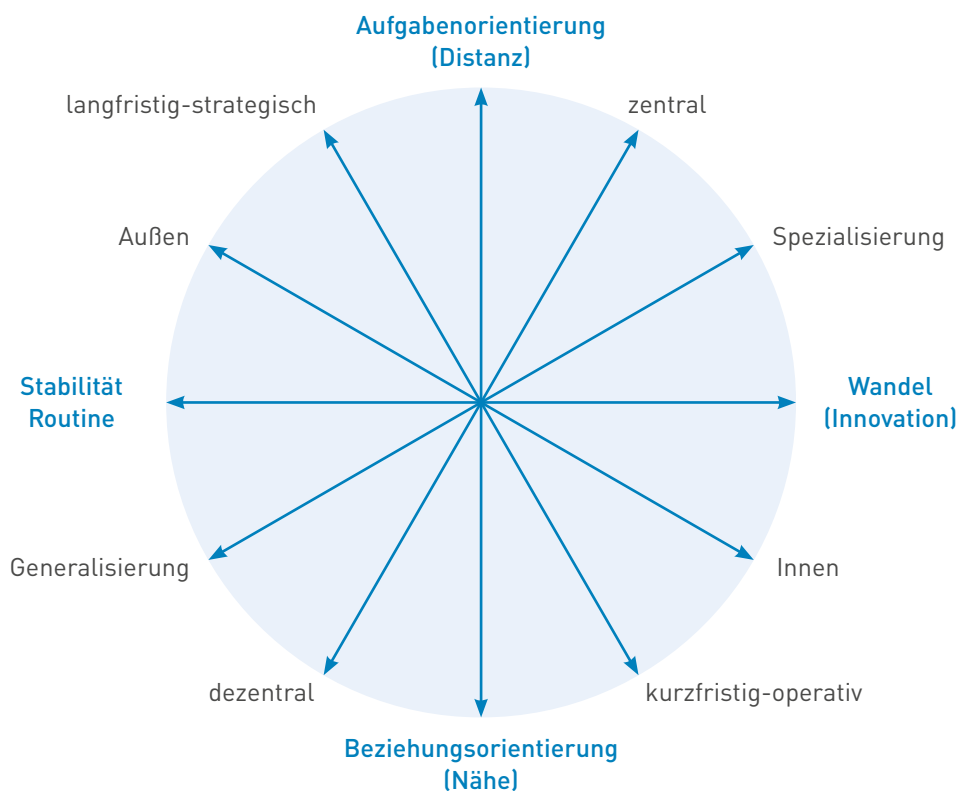 Aufgabenorientierung
(Distanz)
langfristig-strategisch
zentral
Außen
Spezialisierung
Stabilität
Routine
Wandel
(Innovation)
Generalisierung
Innen
dezentral
kurzfristig-operativ
Beziehungsorientierung
(Nähe)